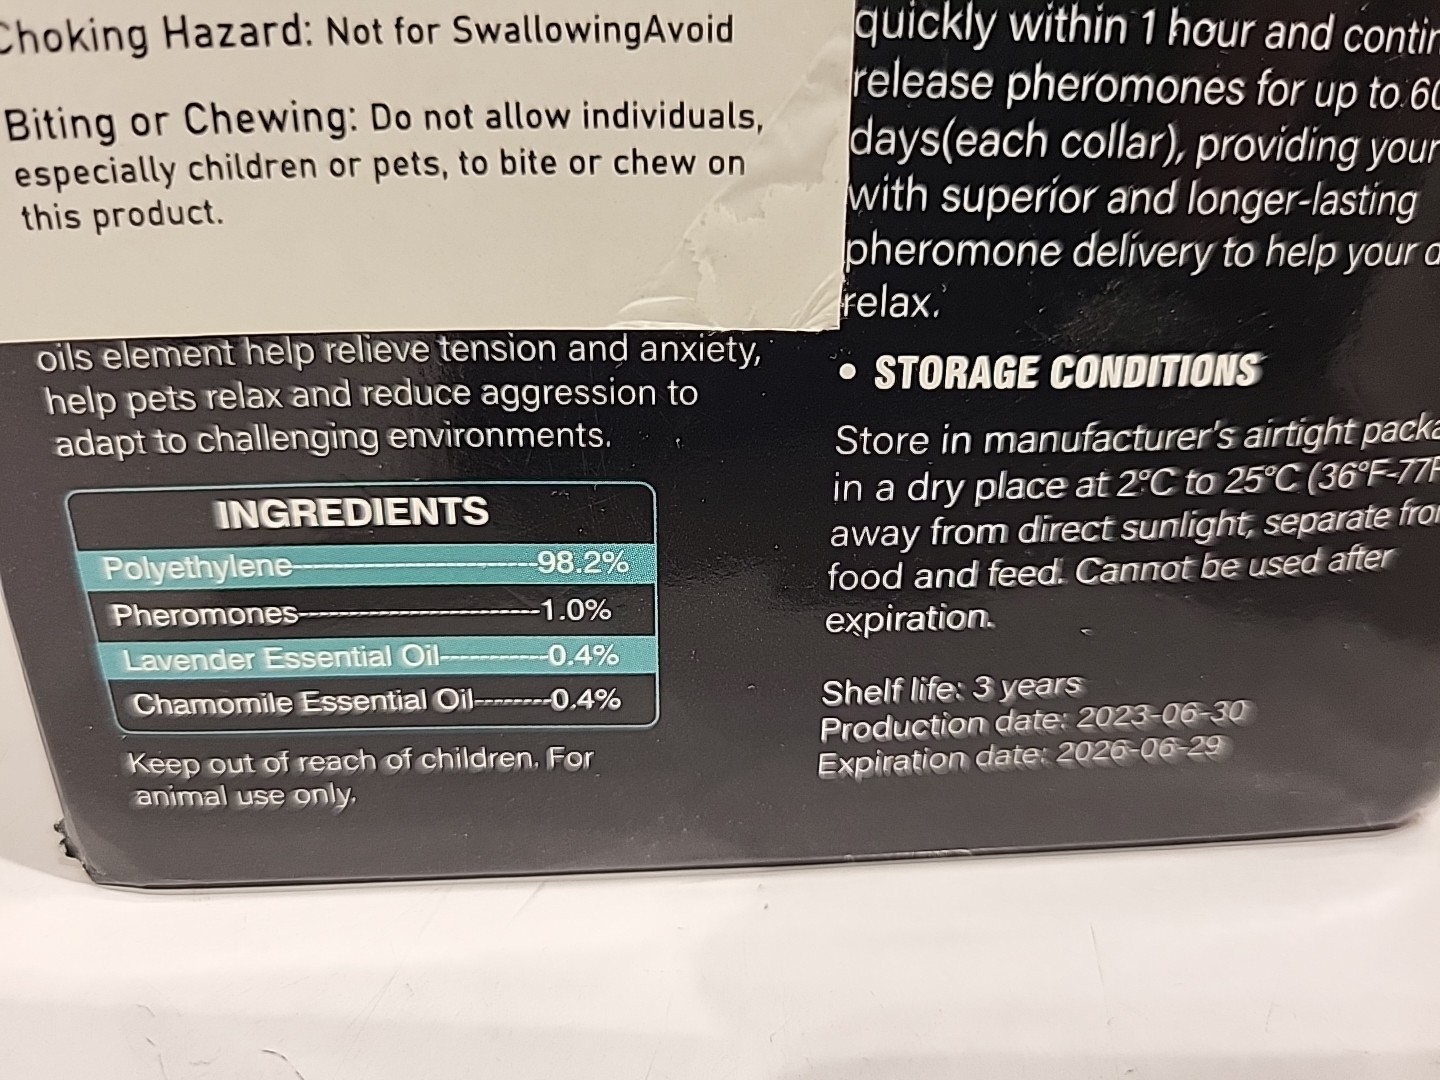 Choking Hazard: Not for SwallowingAvoid
Biting or Chewing: Do not allow individuals,
especially children or pets, to bite or chew on
this product.
oils element help relieve tension and anxiety,
help pets relax and reduce aggression to
adapt to challenging environments.
INGREDIENTS
Polyethylene--------------------98.2%
Pheromones--------------------1.0%
Lavender Essential Oil----------0.4%
Chamomile Essential Oil-------0.4%
Keep out of reach of children. For
animal use only.
quickly within 1 hour and
release pheromones for up to
days(each collar), providing your
with superior and longer-lasting
pheromone delivery to help your
relax.
• STORAGE CONDITIONS
Store in manufacturer's airtight
in a dry place at 2°C to 25°C (36°F-77F
away from direct sunlight, separate
food and feed. Cannot be used after
expiration.
Shelf life: 3 years
Production date: 2023-06-30
Expiration date: 2026-06-29